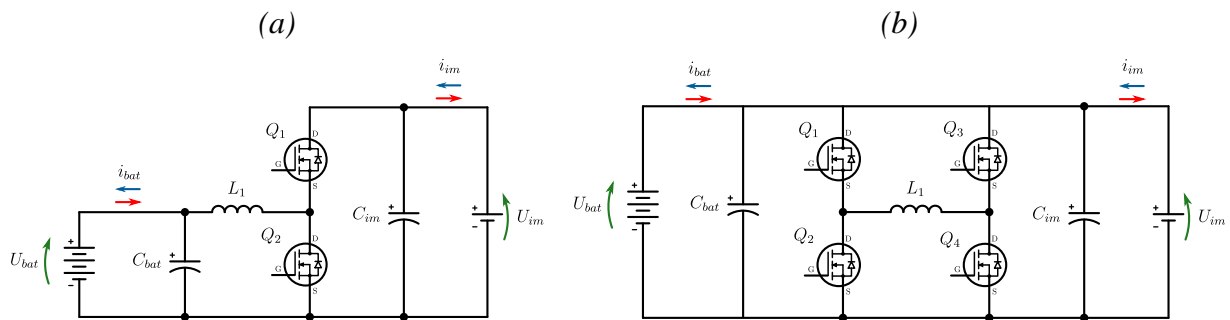 (a)
i_im
Q_1
D
G
S
i_bat
L_1
C_im
U_im
+
-
Q_2
D
G
S
U_bat
+
-
C_bat
+
+
(b)
i_bat
i_im
Q_1
D
G
S
Q_3
D
G
S
U_bat
+
-
C_bat
+
L_1
C_im
+
U_im
+
-
Q_2
D
G
S
Q_4
D
G
S